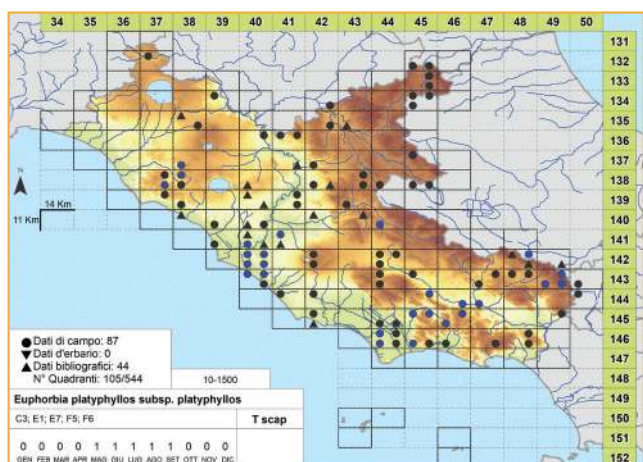 34 35 36 37 38 39 40 41 42 43 44 45 46 47 48 49 50
131
132
133
134
135
136
137
138
139
140
141
142
143
144
145
146
147
148
149
150
151
152
N
14 Km
11 Km
Dati di campo: 87
Dati d'erbario: 0
Dati bibliografici: 44
N° Quadranti: 105/544
10-1500
Euphorbia platyphyllos subsp. platyphyllos
C3; E1; E7; F5; F6
T scap
0 0 0 0 1 1 1 1 1 0 0 0
GEN FEB MAR APR MAG GIU LUG AGO SET OTT NOV DIC